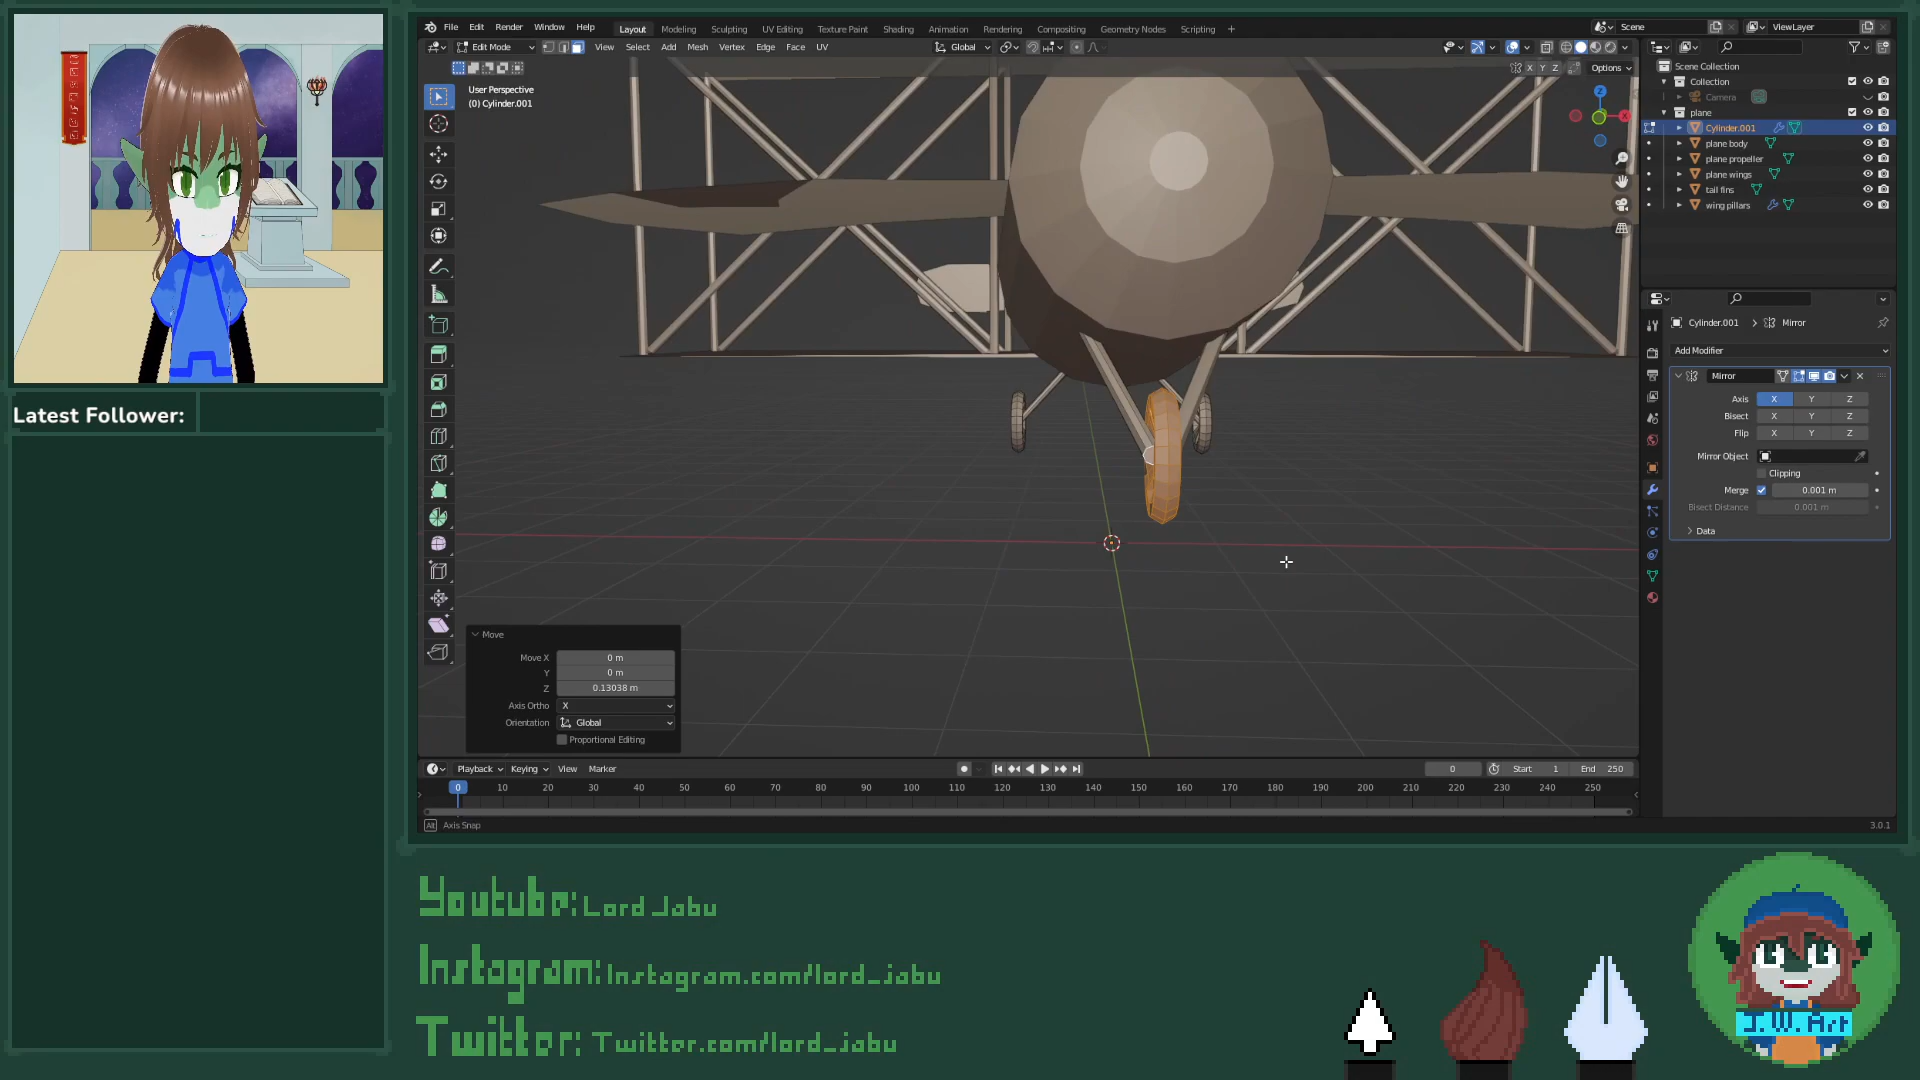 File Edit Render Window Help
Layout Modeling Sculpting UV Editing Texture Paint Shading Animation Rendering Compositing Geometry Nodes Scripting +
Scene
ViewLayer
Edit Mode View Select Add Mesh Vertex Edge Face UV
Global
X Y Z Options
User Perspective
(0) Cylinder.001
Z
X
Scene Collection
Collection
Camera
plane
Cylinder.001
plane body
plane propeller
plane wings
tail fins
wing pillars
Latest Follower:
Cylinder.001 Mirror
Add Modifier
Mirror
Axis X Y Z
Bisect X Y Z
Flip X Y Z
Mirror Object
Clipping
Merge 0.001 m
Bisect Distance 0.001 m
Data
Move
Move X 0 m
Y 0 m
Z 0.13038 m
Axis Ortho X
Orientation Global
Proportional Editing
Playback Keying View Marker
0 Start 1 End 250
0 10 20 30 40 50 60 70 80 90 100 110 120 130 140 150 160 170 180 190 200 210 220 230 240 250
Alt Axis Snap
3.0.1
Youtube: Lord Jabu
Instagram: Instagram.com/lord_jabu
Twitter: Twitter.com/lord_jabu
J.W. Art